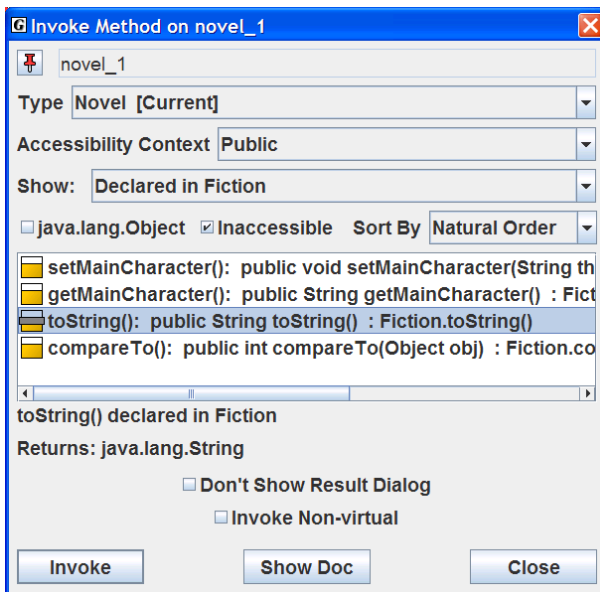 G Invoke Method on novel_1
novel_1
Type Novel [Current]
Accessibility Context Public
Show: Declared in Fiction
java.lang.Object Inaccessible Sort By Natural Order
setMainCharacter(): public void setMainCharacter(String th
getMainCharacter(): public String getMainCharacter() : Fict
toString(): public String toString() : Fiction.toString()
compareTo(): public int compareTo(Object obj) : Fiction.co
toString() declared in Fiction
Returns: java.lang.String
Don't Show Result Dialog
Invoke Non-virtual
Invoke Show Doc Close